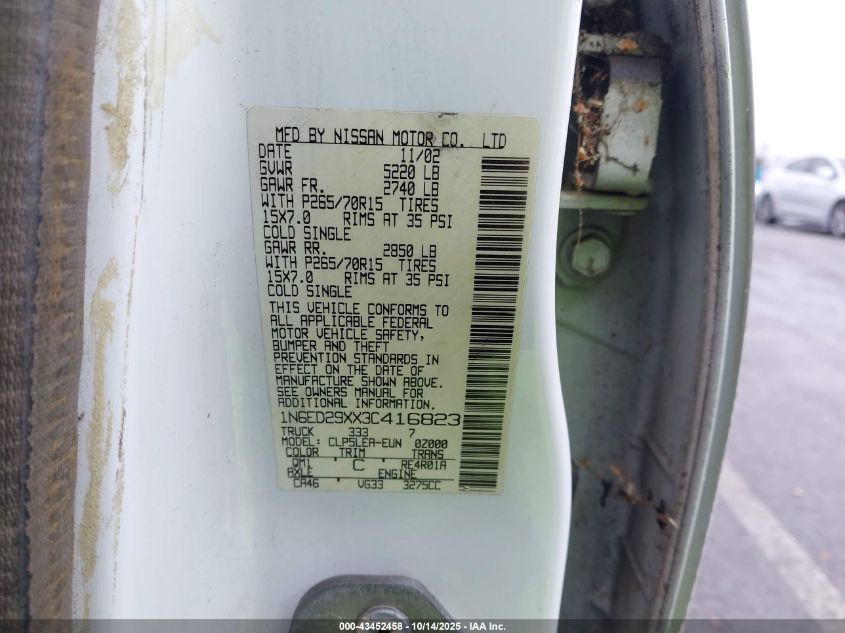 MFD BY NISSAN MOTOR CO. LTD
DATE 11/02
GVWR 5220 LB
GAWR FR. 2740 LB
WITH P265/70R15 TIRES
15X7.0 RIMS AT 35 PSI
COLD SINGLE
GAWR RR. 2850 LB
WITH P265/70R15 TIRES
15X7.0 RIMS AT 35 PSI
COLD SINGLE
THIS VEHICLE CONFORMS TO
ALL APPLICABLE FEDERAL
MOTOR VEHICLE SAFETY,
BUMPER AND THEFT
PREVENTION STANDARDS IN
EFFECT ON THE DATE OF
MANUFACTURE SHOWN ABOVE.
SEE OWNERS MANUAL FOR
ADDITIONAL INFORMATION.
1N6ED29XX3C416823
TRUCK 333 7
MODEL: CLP5LEA-EUN 0Z000
COLOR TRIM TRANS
QM1 C RE4R01A
AXLE ENGINE
CA46 VG33 3275CC
000-43452458 - 10/14/2025 - IAA Inc.